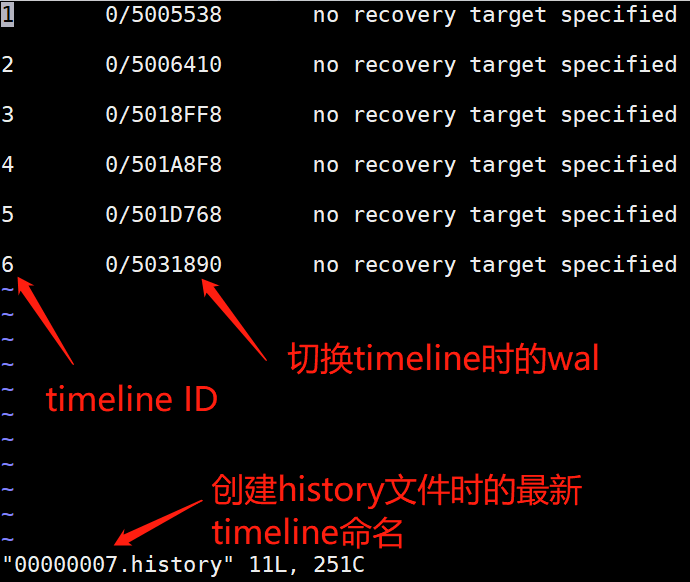 1 0/5005538 no recovery target specified
2 0/5006410 no recovery target specified
3 0/5018FF8 no recovery target specified
4 0/501A8F8 no recovery target specified
5 0/501D768 no recovery target specified
6 0/5031890 no recovery target specified
~
~
~
切换timeline时的wal
~
timeline ID
~
~
~
~
创建history文件时的最新
~
timeline命名
~
~
"00000007.history" 11L, 251C